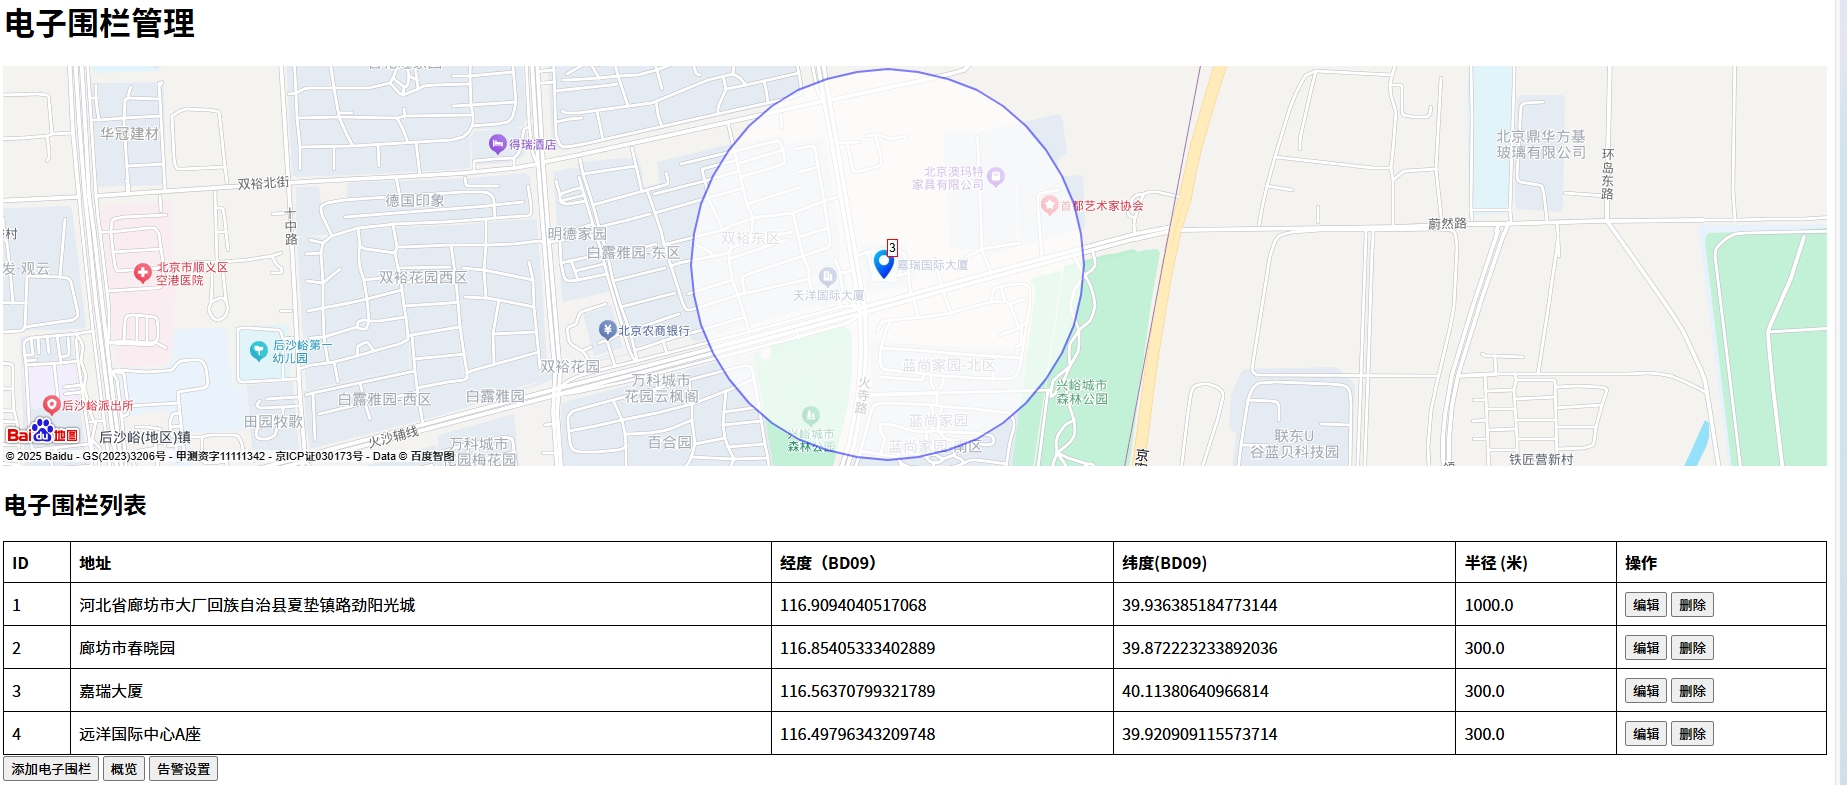 电子围栏管理
华冠建材
得瑞酒店
北京鼎华方基
玻璃有限公司
环岛东路
北京澳玛特
家具有限公司
双裕北街
十中路
德国印象
首都艺术家协会
蔚然路
村
明德家园
双裕东区
白露雅园-东区
3
发·观云
北京市顺义区
空港医院
双裕花园西区
嘉瑞国际大厦
天洋国际大厦
北京农商银行
后沙峪第一
幼儿园
双裕花园
蓝尚家园-北区
万科城市
花园云枫阁
火寺路
兴峪城市
森林公园
白露雅园-西区
白露雅园
后沙峪派出所
田园牧歌
兴峪城市
森林公园
蓝尚家园
Bai du 地图
后沙峪(地区)镇
火沙辅线
万科城市
花园梅花园
百合园
蓝尚家园-南区
京
联东U
谷蓝贝科技园
铁匠营新村
© 2025 Baidu - GS(2023)3206号 - 甲测资字11111342 - 京ICP证030173号 - Data © 百度智图
电子围栏列表
ID 地址 经度（BD09） 纬度(BD09) 半径 (米) 操作
1 河北省廊坊市大厂回族自治县夏垫镇路劲阳光城 116.9094040517068 39.936385184773144 1000.0 编辑 删除
2 廊坊市春晓园 116.85405333402889 39.872223233892036 300.0 编辑 删除
3 嘉瑞大厦 116.56370799321789 40.11380640966814 300.0 编辑 删除
4 远洋国际中心A座 116.49796343209748 39.920909115573714 300.0 编辑 删除
添加电子围栏 概览 告警设置